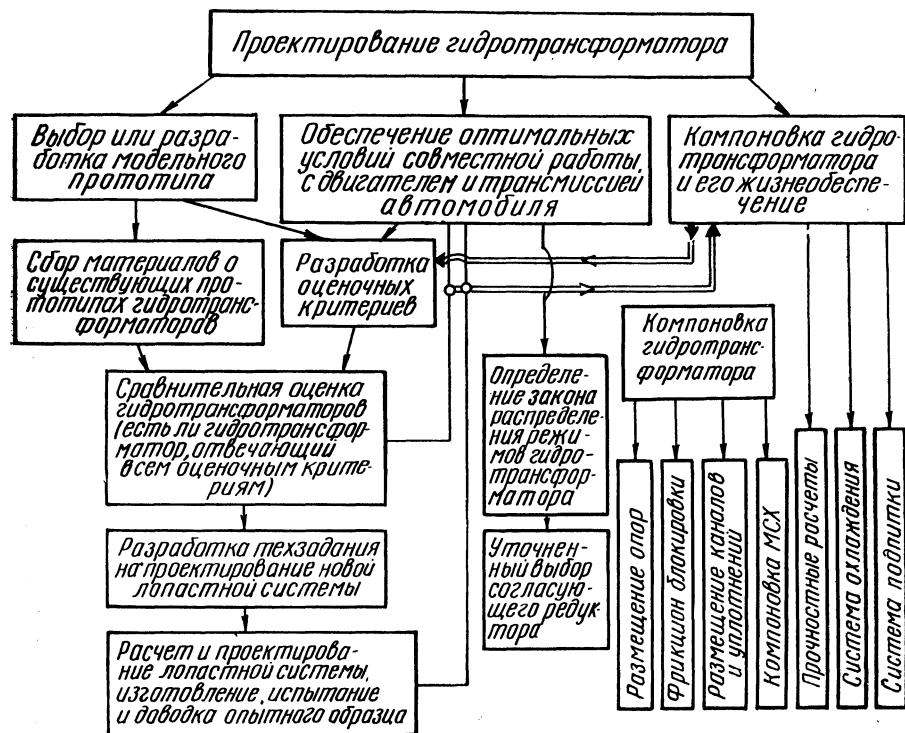 Проектирование гидротрансформатора
Выбор или разра-
ботка модельного
прототипа
Обеспечение оптимальных
условий совместной работы,
с двигателем и трансмиссией
автомобиля
Компоновка гидро-
трансформатора
и его жизнеобеспе-
чение
Сбор материалов о
существующих про-
тотипах гидротранс-
форматорав
Разработка
оценочных
критериев
Компоновка
гидротранс-
форматора
Сравнительная оценка
гидротрансформаторов
(есть ли гидротрансфор-
матор, отвечающий
всем оценочным крите-
риям)
Определение закона
распределе-
ния режи-
мов гидро-
трансфор-
матора
Разработка техзадания
на проектирование новой
лопастной системы
Уточнен-
ный выбор
согласую-
щего редук-
тора
Расчет и проектирова-
ние лопастной системы,
изготовление, испытание
и даводка опытного образца
Размещение опор
Фрикцион блокировки
Размещение каналов
и уплотнений
Компоновка МСХ
Прочностные расчеты
Система охлаждения
Система подпитки